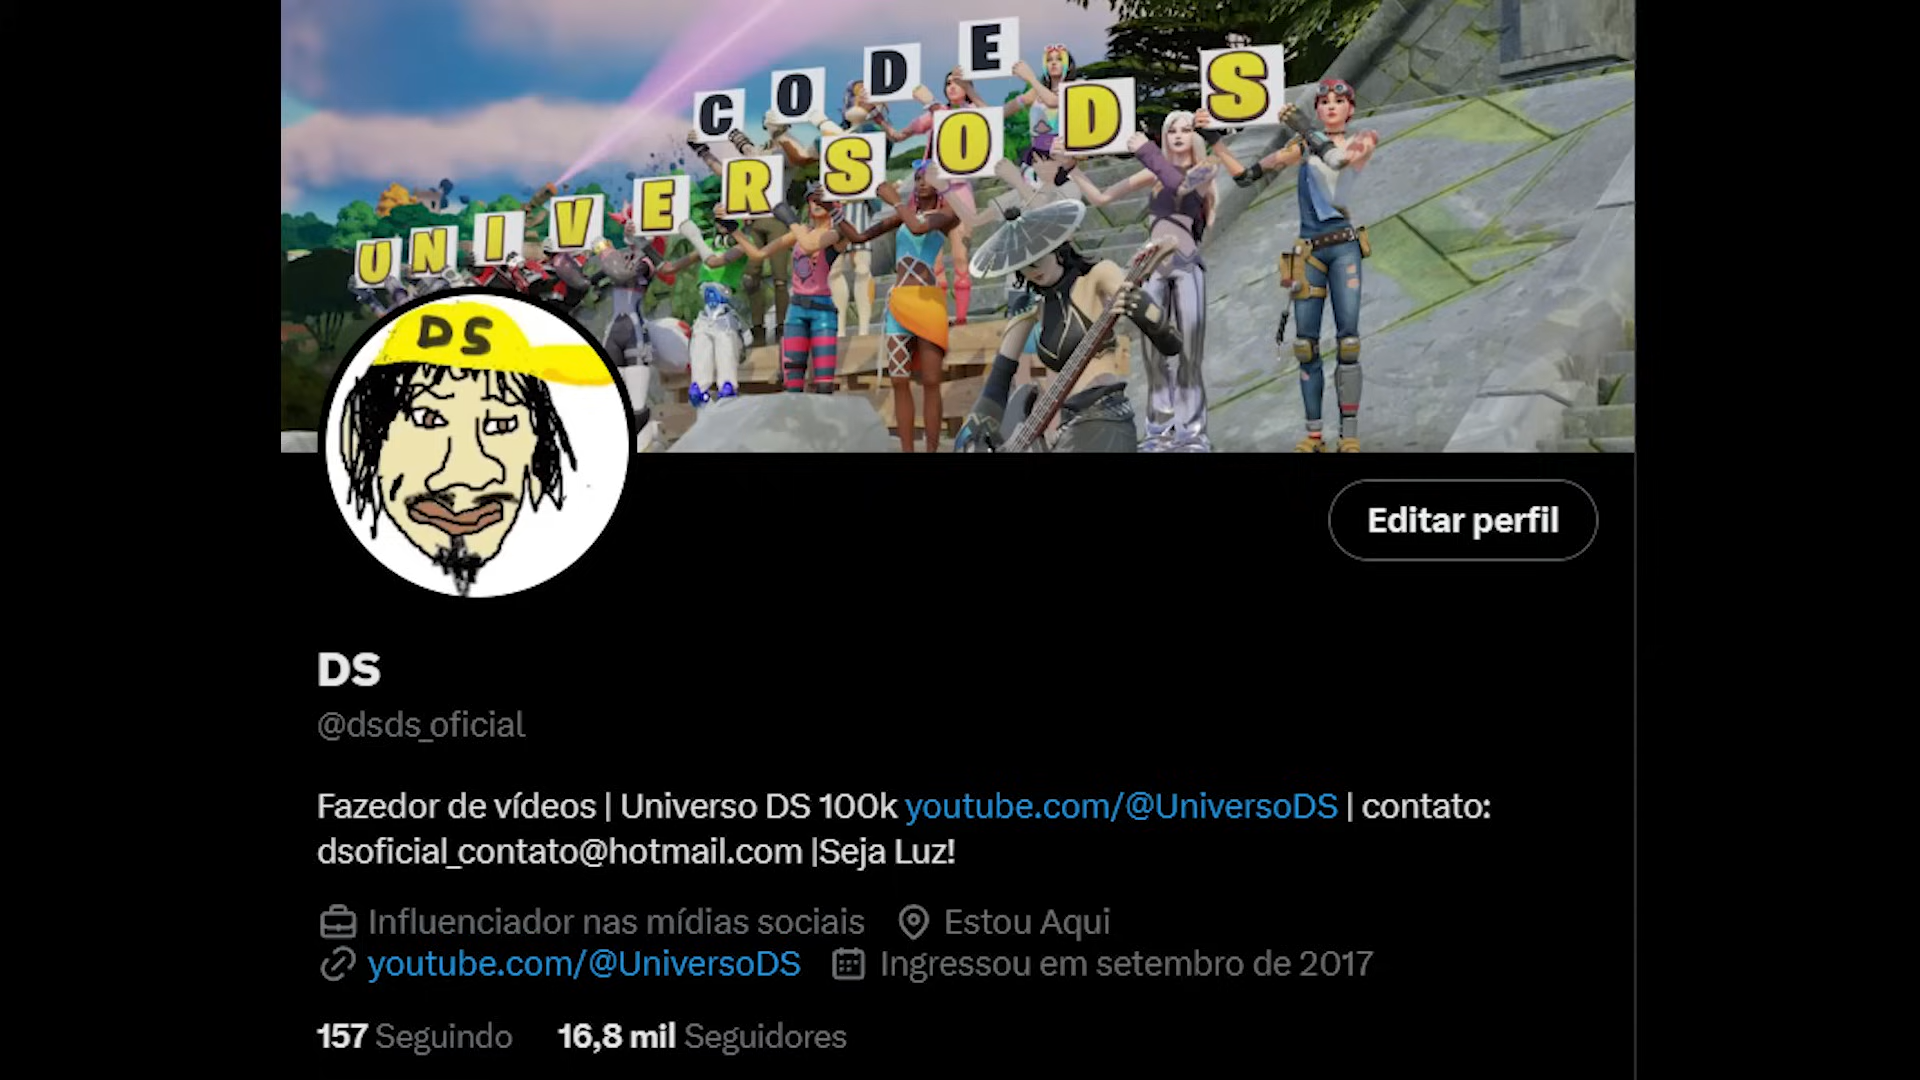 CODE
UNIVERSODS
DS
Editar perfil
DS
@dsds_oficial
Fazedor de vídeos | Universo DS 100k youtube.com/@UniversoDS | contato:
dsoficial_contato@hotmail.com |Seja Luz!
Influenciador nas mídias sociais Estou Aqui
youtube.com/@UniversoDS Ingressou em setembro de 2017
157 Seguindo 16,8 mil Seguidores